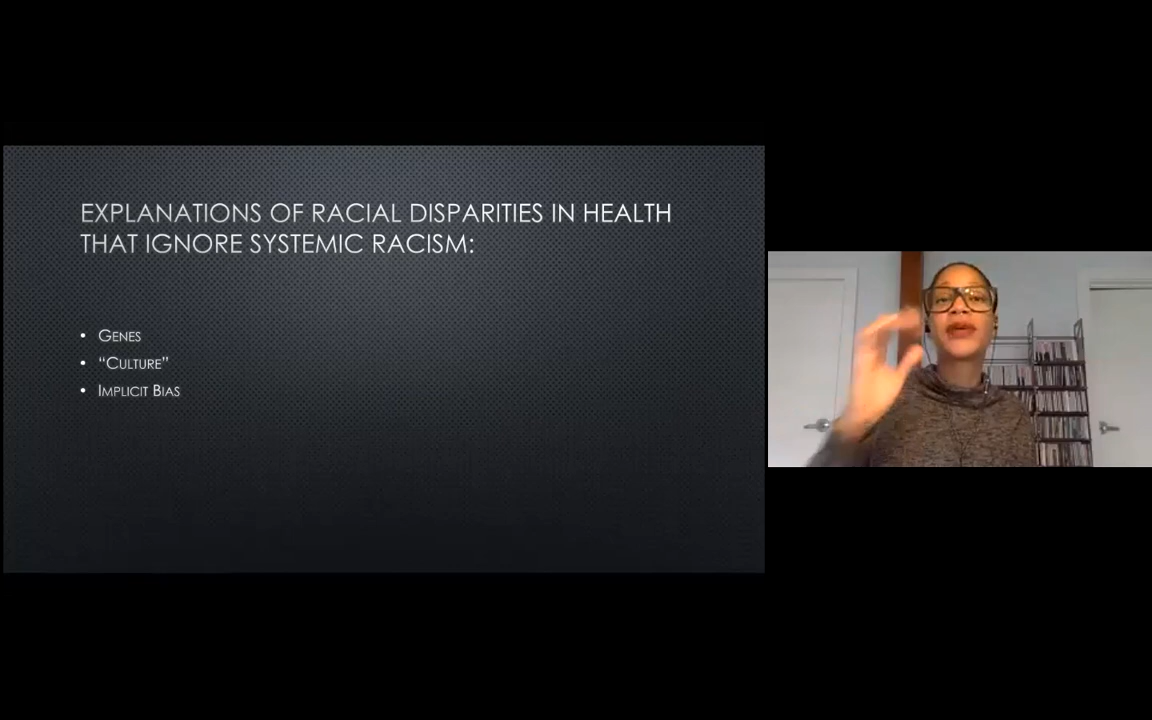 EXPLANATIONS OF RACIAL DISPARITIES IN HEALTH
THAT IGNORE SYSTEMIC RACISM:
• GENES
• “CULTURE”
• IMPLICIT BIAS